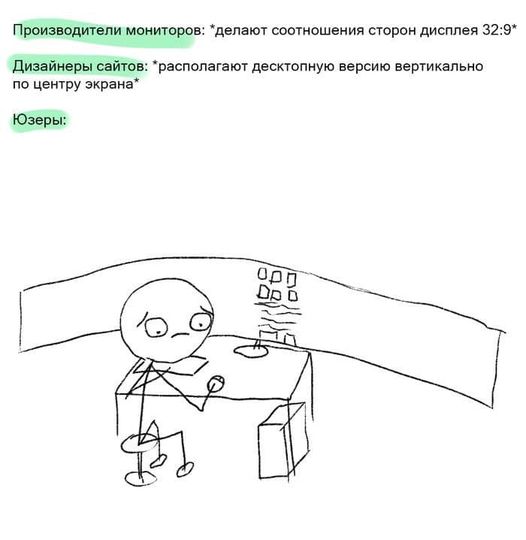 Производители мониторов: *делают соотношения сторон дисплея 32:9*
Дизайнеры сайтов: *располагают десктопную версию вертикально
по центру экрана*
Юзеры: